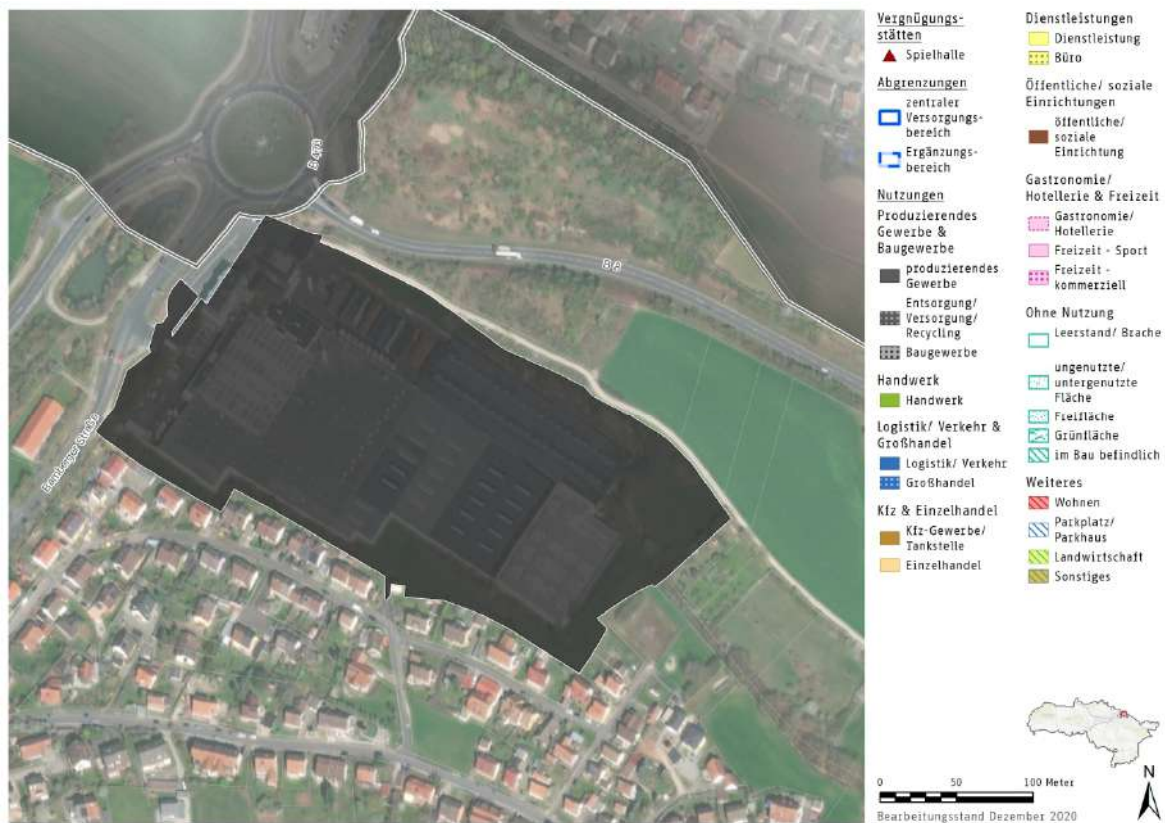 B 470
B 8
Bamberger Straße
Vergnügungs-
stätten
Spielhalle
Abgrenzungen
zentraler
Versorgungs-
bereich
Ergänzungs-
bereich
Nutzungen
Produzierendes
Gewerbe &
Baugewerbe
produzierendes
Gewerbe
Entsorgung/
Versorgung/
Recycling
Baugewerbe
Handwerk
Handwerk
Logistik/ Verkehr &
Großhandel
Logistik/ Verkehr
Großhandel
Kfz & Einzelhandel
Kfz-Gewerbe/
Tankstelle
Einzelhandel
Dienstleistungen
Dienstleistung
Büro
Öffentliche/ soziale
Einrichtungen
öffentliche/
soziale
Einrichtung
Gastronomie/
Hotellerie & Freizeit
Gastronomie/
Hotellerie
Freizeit - Sport
Freizeit -
kommerziell
Ohne Nutzung
Leerstand/ Brache
ungenutzte/
untergenutzte
Fläche
Freifläche
Grünfläche
im Bau befindlich
Weiteres
Wohnen
Parkplatz/
Parkhaus
Landwirtschaft
Sonstiges
0 50 100 Meter
Bearbeitungsstand Dezember 2020
N